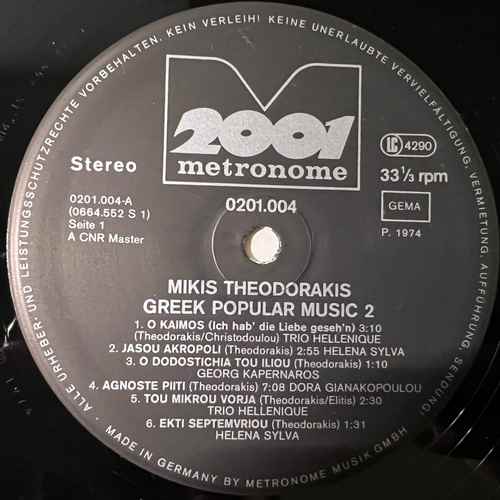 ALLE URHEBER- UND LEISTUNGSSCHUTZRECHTE VORBEHALTEN. KEIN VERLEIH! KEINE UNERLAUBTE VERVIELFÄLTIGUNG, VERMIETUNG, AUFFÜHRUNG, SENDUNG!
2001
metronome
Stereo
LC 4290
33 1/3 rpm
0201.004-A
(0664.552 S 1)
Seite 1
A CNR Master
0201.004
GEMA
P. 1974
MIKIS THEODORAKIS
GREEK POPULAR MUSIC 2
1. O KAIMOS (Ich hab' die Liebe geseh'n) 3:10
(Theodorakis/Christodoulou) TRIO HELLENIQUE
2. JASOU AKROPOLI (Theodorakis) 2:55 HELENA SYLVA
3. O DODOSTICHIA TOU ILIOU (Theodorakis) 1:10
GEORG KAPERNAROS
4. AGNOSTE PIITI (Theodorakis) 7:08 DORA GIANAKOPOULOU
5. TOU MIKROU VORJA (Theodorakis/Elitis) 2:30
TRIO HELLENIQUE
6. EKTI SEPTEMVRIOU (Theodorakis) 1:31
HELENA SYLVA
MADE IN GERMANY BY METRONOME MUSIK GMBH